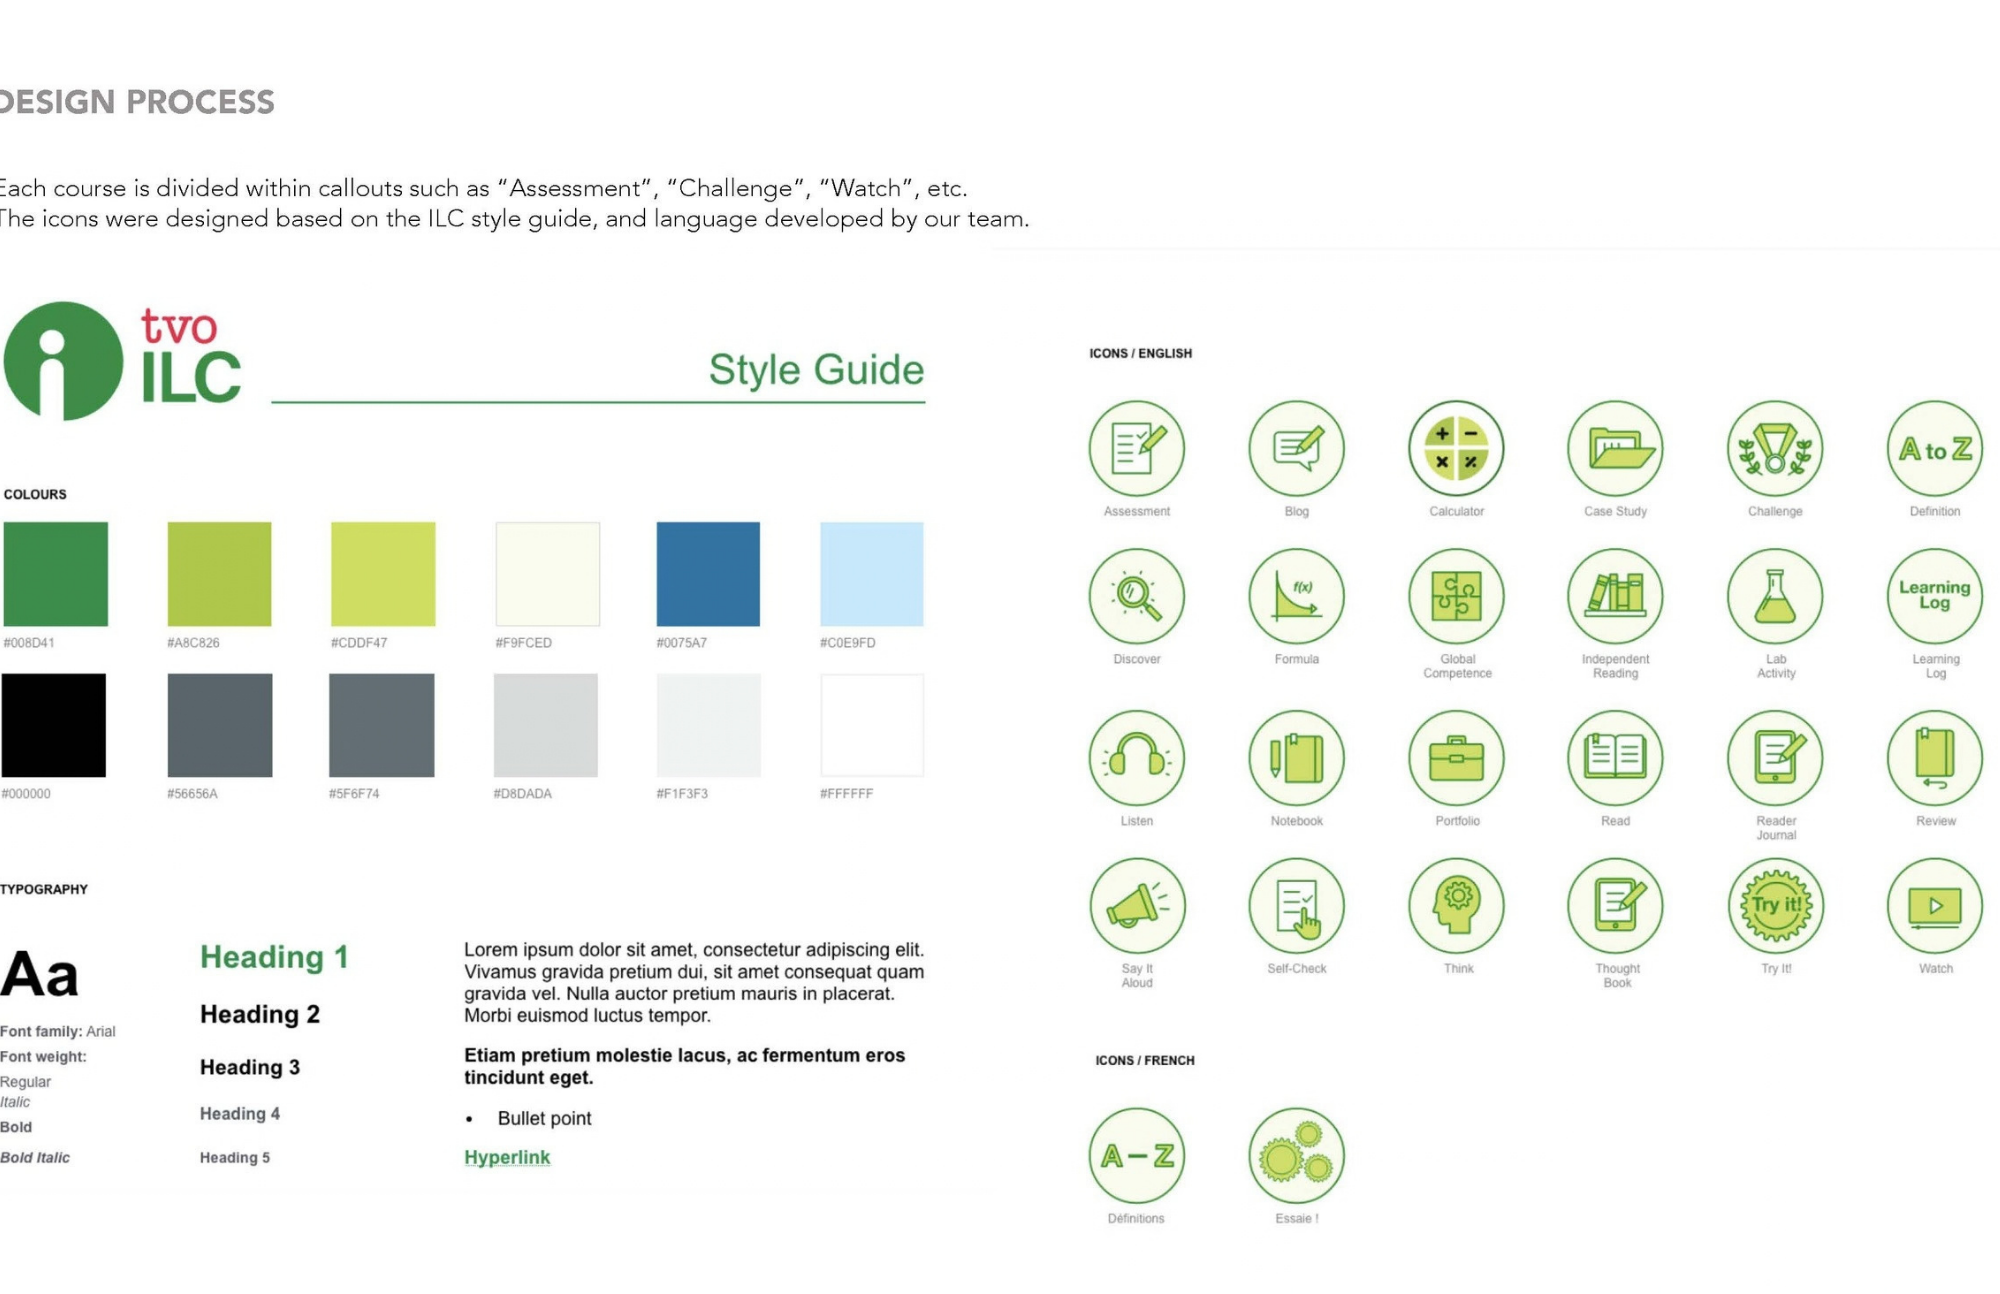 DESIGN PROCESS
Each course is divided within callouts such as “Assessment”, “Challenge”, “Watch”, etc.
The icons were designed based on the ILC style guide, and language developed by our team.
tvo
ILC
Style Guide
COLOURS
#008D41 #A8C826 #CDDF47 #F9FCED #0075A7 #C0E9FD
#000000 #56656A #5F6F74 #D8DADA #F1F3F3 #FFFFFF
TYPOGRAPHY
Aa
Font family: Arial
Font weight:
Regular
Italic
Bold
Bold Italic
Heading 1
Heading 2
Heading 3
Heading 4
Heading 5
Lorem ipsum dolor sit amet, consectetur adipiscing elit.
Vivamus gravida pretium dui, sit amet consequat quam
gravida vel. Nulla auctor pretium mauris in placerat.
Morbi euismod luctus tempor.
Etiam pretium molestie lacus, ac fermentum eros
tincidunt eget.
• Bullet point
Hyperlink
ICONS / ENGLISH
A to Z
Assessment
Blog
Calculator
Case Study
Challenge
Definition
f(x)
Learning
Log
Discover
Formula
Global
Competence
Independent
Reading
Lab
Activity
Learning
Log
Listen
Notebook
Portfolio
Read
Reader
Journal
Review
Try it!
Say It
Aloud
Self-Check
Think
Thought
Book
Try It!
Watch
ICONS / FRENCH
A – Z
Définitions
Essaie !